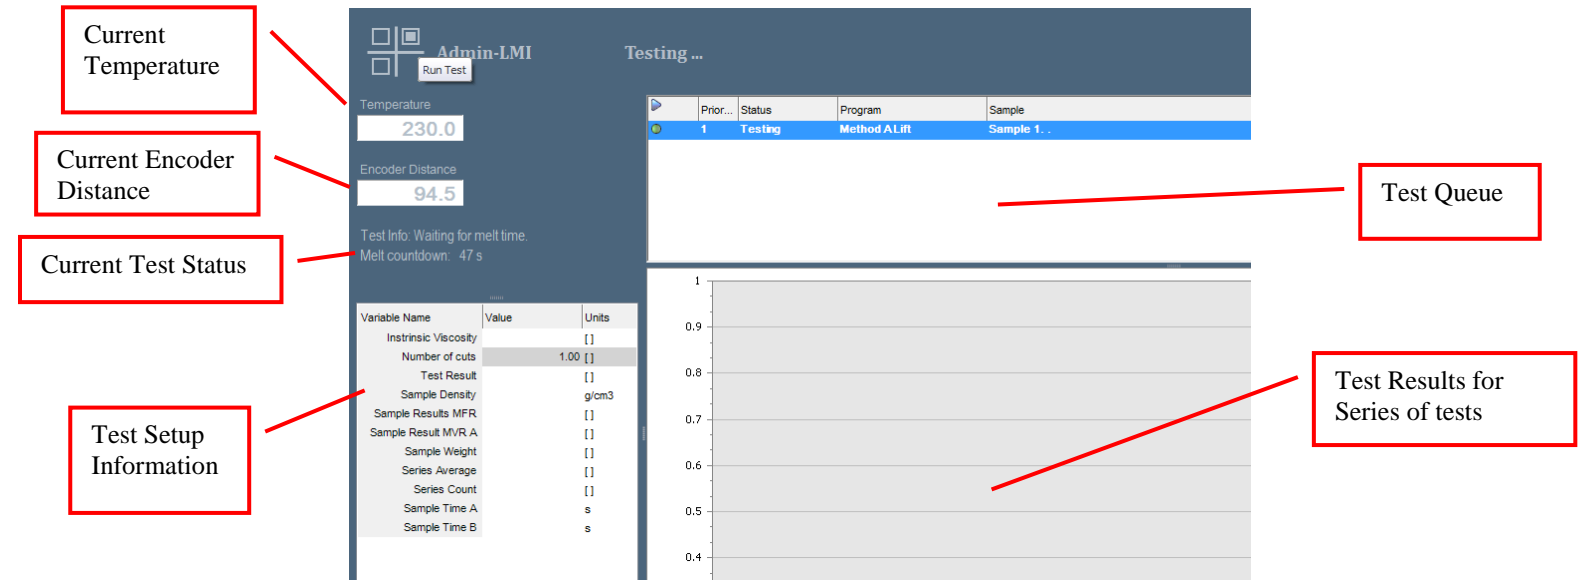 Current
Temperature
Current Encoder
Distance
Current Test Status
Test Setup
Information
Admin-LMI
Testing ...
Run Test
Temperature
230.0
Encoder Distance
94.5
Test Info: Waiting for melt time.
Melt countdown: 47 s
Variable Name Value Units
Instrinsic Viscosity [ ]
Number of cuts 1.00 [ ]
Test Result [ ]
Sample Density g/cm3
Sample Results MFR [ ]
Sample Result MVR A [ ]
Sample Weight [ ]
Series Average [ ]
Series Count [ ]
Sample Time A s
Sample Time B s
Prior... Status Program Sample
1 Testing Method ALift Sample 1. .
1
0.9
0.8
0.7
0.6
0.5
0.4
Test Queue
Test Results for
Series of tests